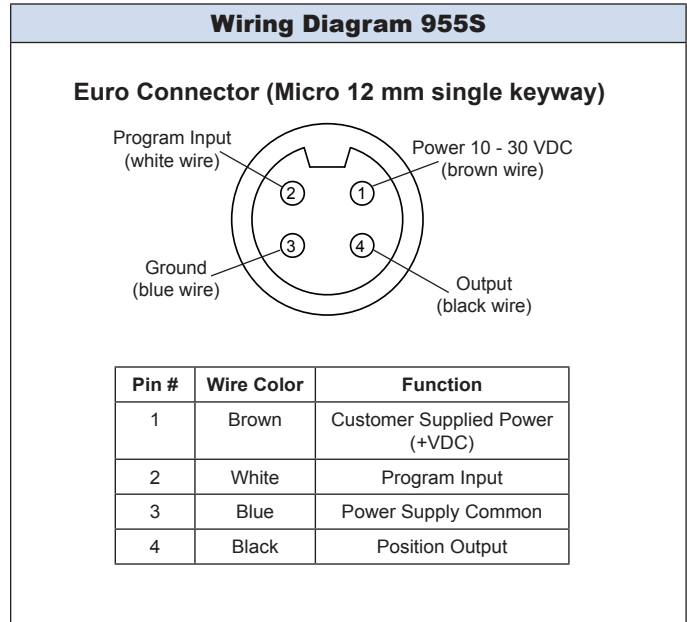 Wiring Diagram 955S
Euro Connector (Micro 12 mm single keyway)
Program Input
(white wire)
Power 10 - 30 VDC
(brown wire)
2
1
3
4
Ground
(blue wire)
Output
(black wire)
Pin # Wire Color Function
1 Brown Customer Supplied Power
(+VDC)
2 White Program Input
3 Blue Power Supply Common
4 Black Position Output